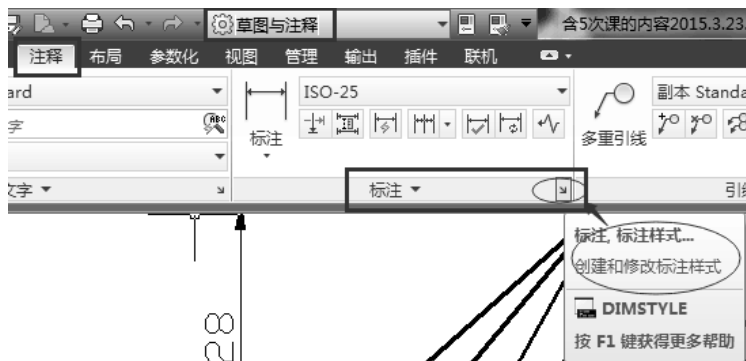 草图与注释 含5次课的内容2015.3.23.
注释 布局 参数化 视图 管理 输出 插件 联机
ard ISO-25 副本 Standa
字 ABC
标注 多重引线
文字 标注 引线
标注, 标注样式...
创建和修改标注样式
DIMSTYLE
按 F1 键获得更多帮助
28